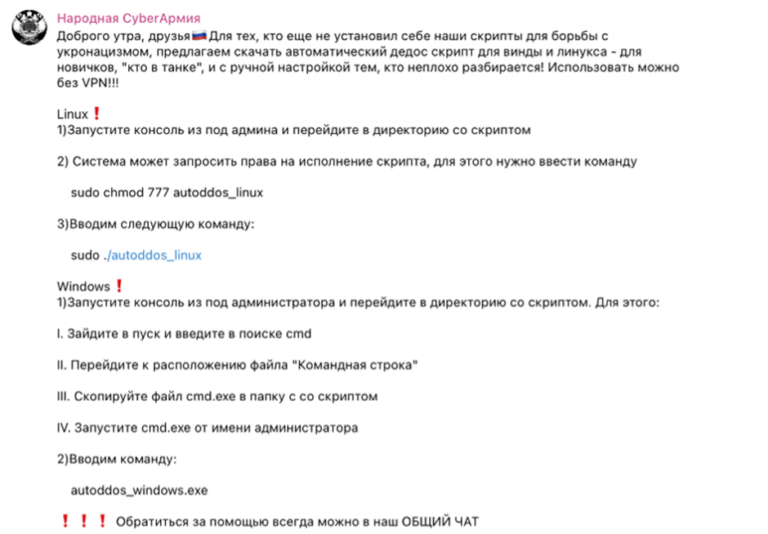 Народная CyberАрмия
Доброго утра, друзья🇷🇺Для тех, кто еще не установил себе наши скрипты для борьбы с
укронацизмом, предлагаем скачать автоматический дедос скрипт для винды и линукса - для
новичков, "кто в танке", и с ручной настройкой тем, кто неплохо разбирается! Использовать можно
без VPN!!!
Linux❗
1)Запустите консоль из под админа и перейдите в директорию со скриптом
2) Система может запросить права на исполнение скрипта, для этого нужно ввести команду
sudo chmod 777 autoddos_linux
3)Вводим следующую команду:
sudo ./autoddos_linux
Windows❗
1)Запустите консоль из под администратора и перейдите в директорию со скриптом. Для этого:
I. Зайдите в пуск и введите в поиске cmd
II. Перейдите к расположению файла "Командная строка"
III. Скопируйте файл cmd.exe в папку с со скриптом
IV. Запустите cmd.exe от имени администратора
2)Вводим команду:
autoddos_windows.exe
❗❗❗ Обратиться за помощью всегда можно в наш ОБЩИЙ ЧАТ